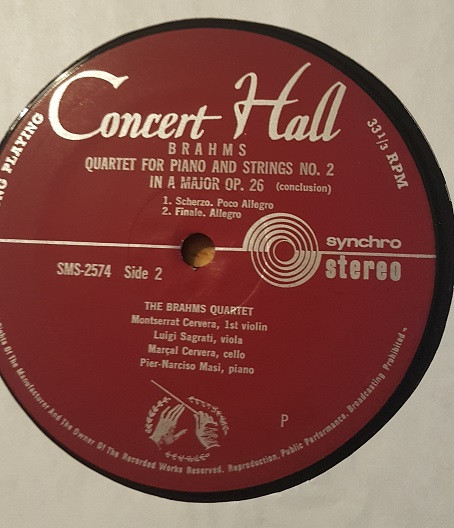 Concert Hall
NG PLAYING
33 1/3 RPM
BRAHMS
QUARTET FOR PIANO AND STRINGS NO. 2
IN A MAJOR OP. 26 (conclusion)
1. Scherzo. Poco Allegro
2. Finale. Allegro
synchro
stereo
SMS-2574 Side 2
THE BRAHMS QUARTET
Montserrat Cervera, 1st violin
Luigi Sagrati, viola
Marçal Cervera, cello
Pier-Narciso Masi, piano
P
Of The Manufacturer And The Owner Of The Recorded Works Reserved. Reproduction, Public Performance, Broadcasting Prohibited